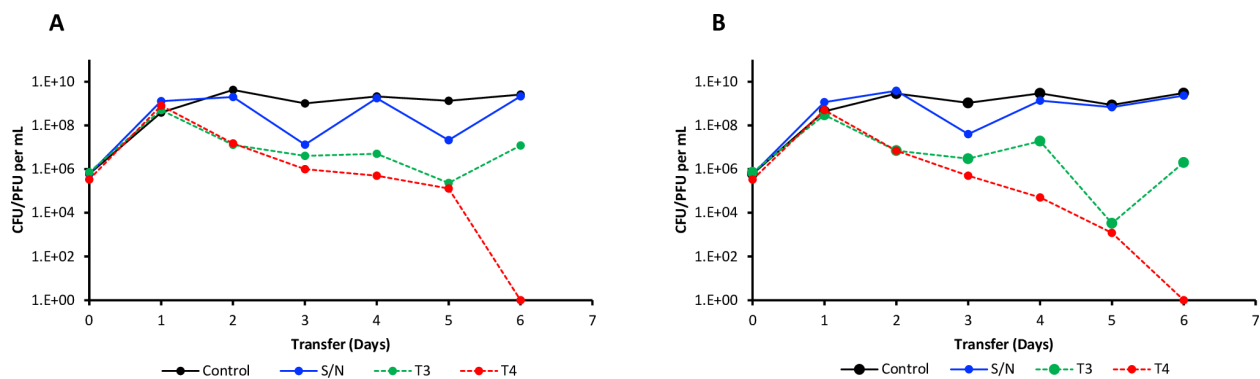 A
1.E+10
1.E+08
1.E+06
1.E+04
1.E+02
1.E+00
CFU/PFU per mL
0 1 2 3 4 5 6 7
Transfer (Days)
Control S/N T3 T4
B
1.E+10
1.E+08
1.E+06
1.E+04
1.E+02
1.E+00
CFU/PFU per mL
0 1 2 3 4 5 6 7
Transfer (Days)
Control S/N T3 T4